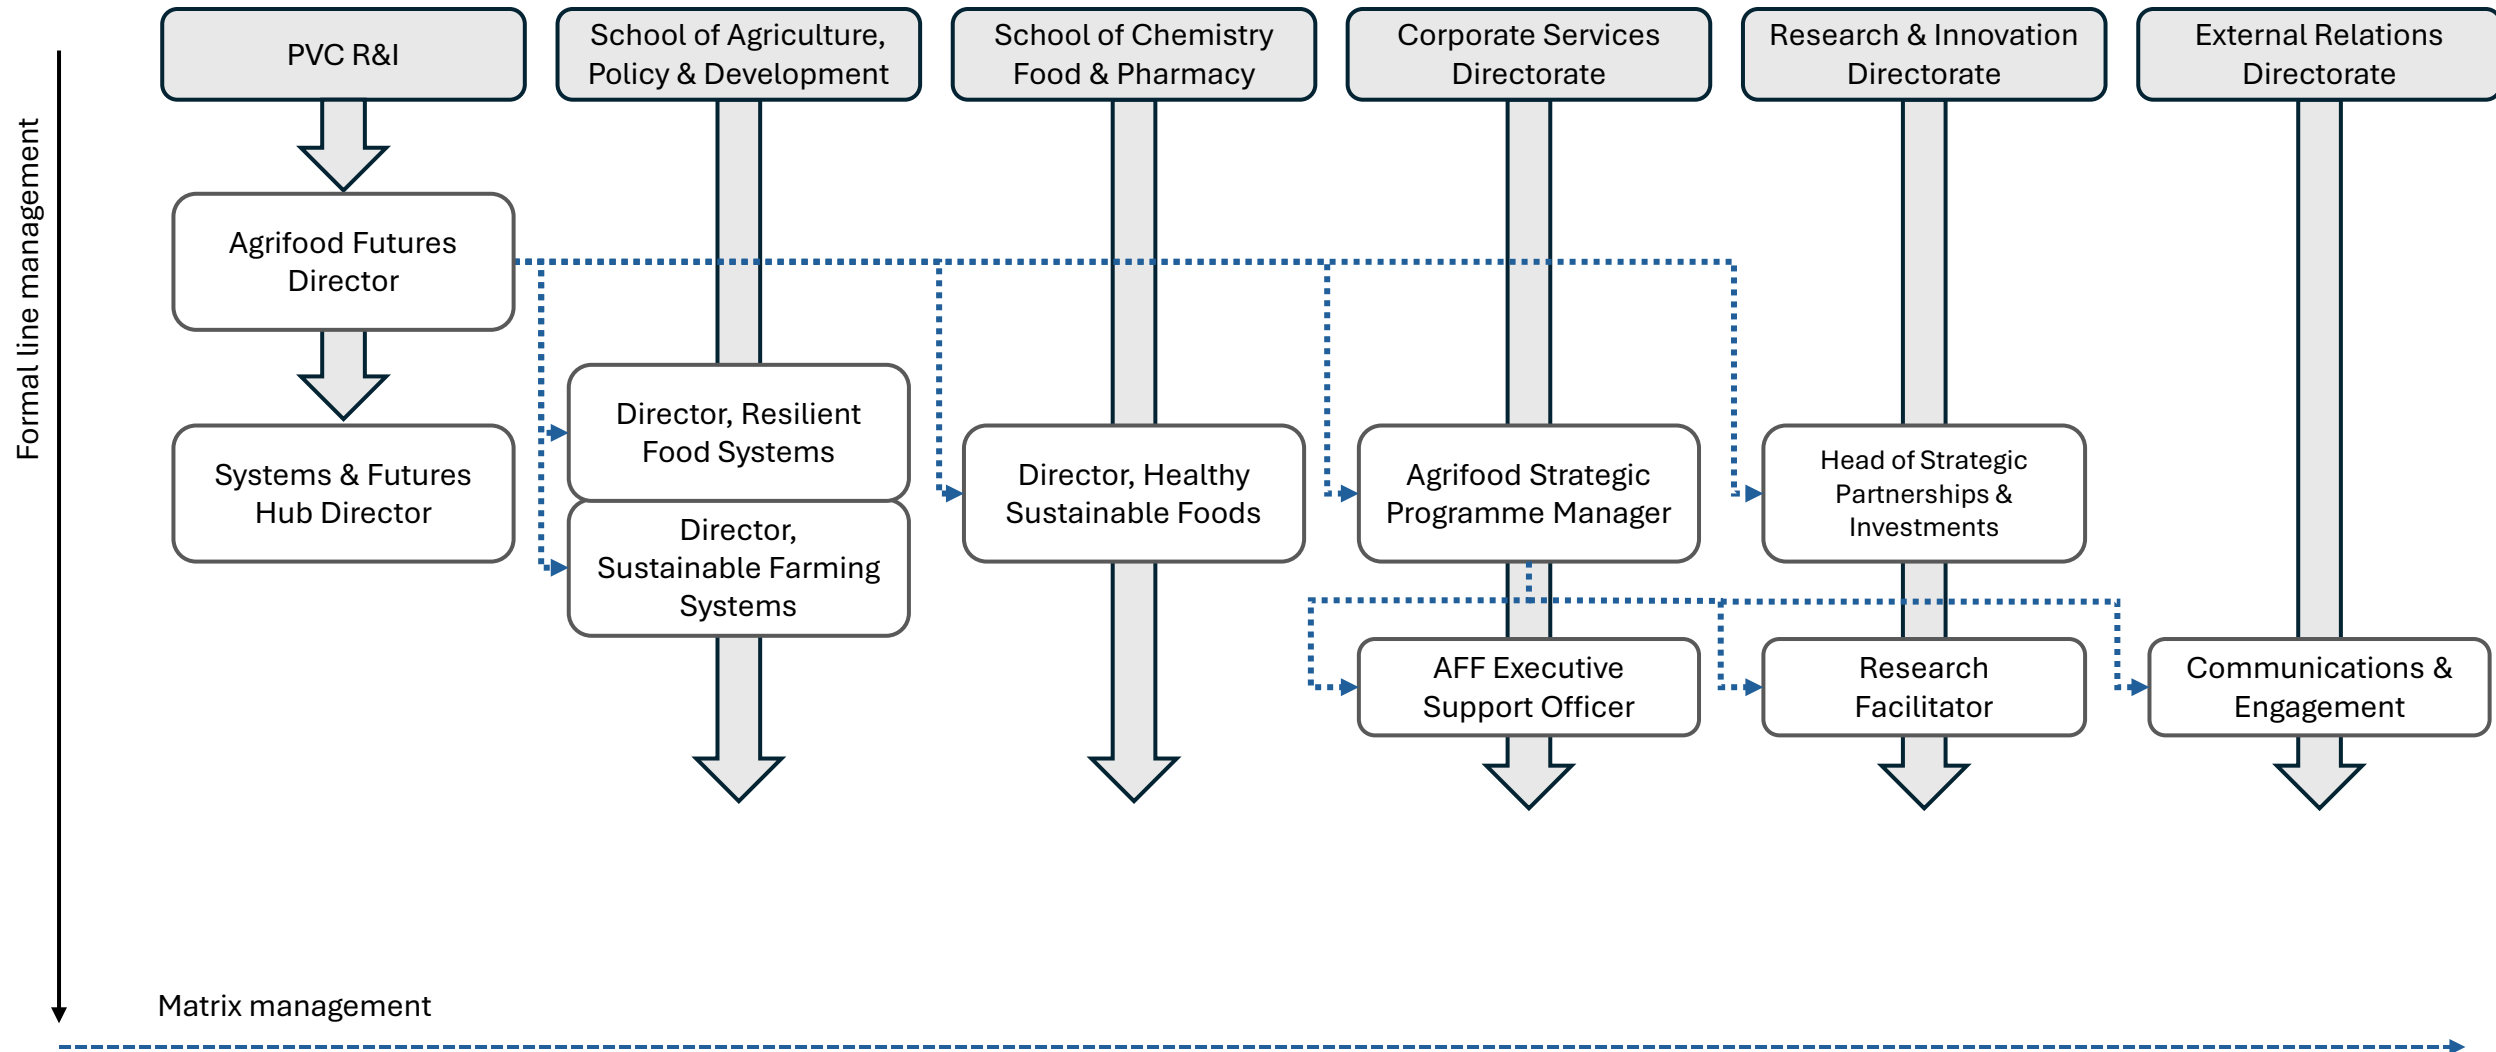 PVC R&I
School of Agriculture,
Policy & Development
School of Chemistry
Food & Pharmacy
Corporate Services
Directorate
Research & Innovation
Directorate
External Relations
Directorate
Formal line management
Agrifood Futures
Director
Systems & Futures
Hub Director
Director, Resilient
Food Systems
Director,
Sustainable Farming
Systems
Director, Healthy
Sustainable Foods
Agrifood Strategic
Programme Manager
Head of Strategic
Partnerships &
Investments
AFF Executive
Support Officer
Research
Facilitator
Communications &
Engagement
Matrix management